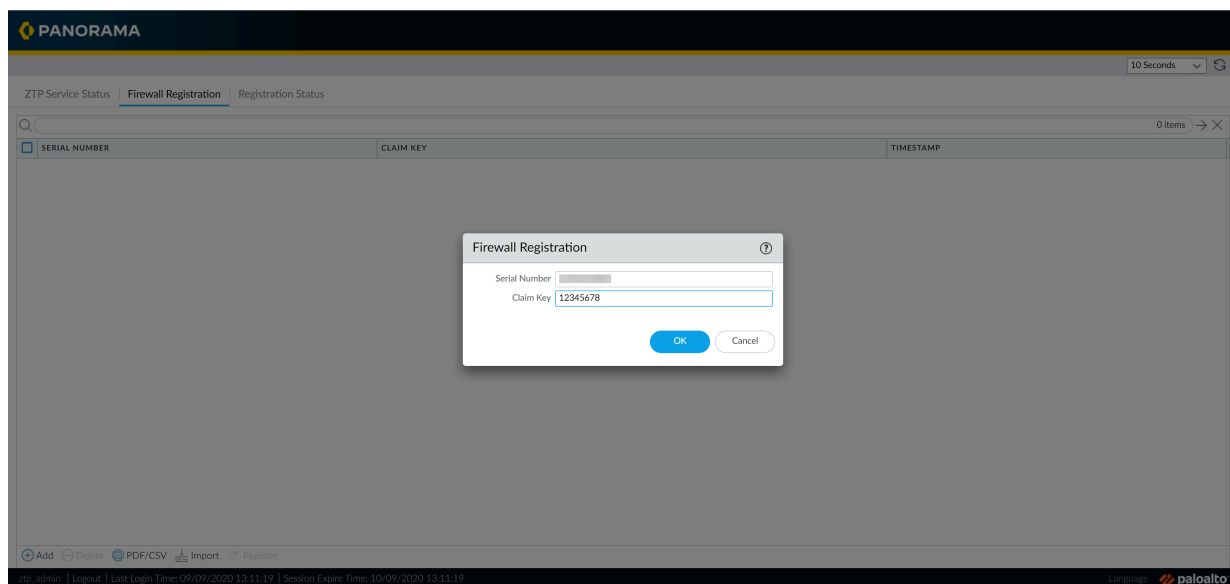 PANORAMA
10 Seconds
ZTP Service Status | Firewall Registration | Registration Status
0 items
SERIAL NUMBER CLAIM KEY TIMESTAMP
Firewall Registration
Serial Number
Claim Key 12345678
OK Cancel
Add Delete PDF/CSV Import Register
ztp_admin | Logout | Last Login Time: 09/09/2020 13:11:19 | Session Expire Time: 10/09/2020 13:11:19 Language paloalto